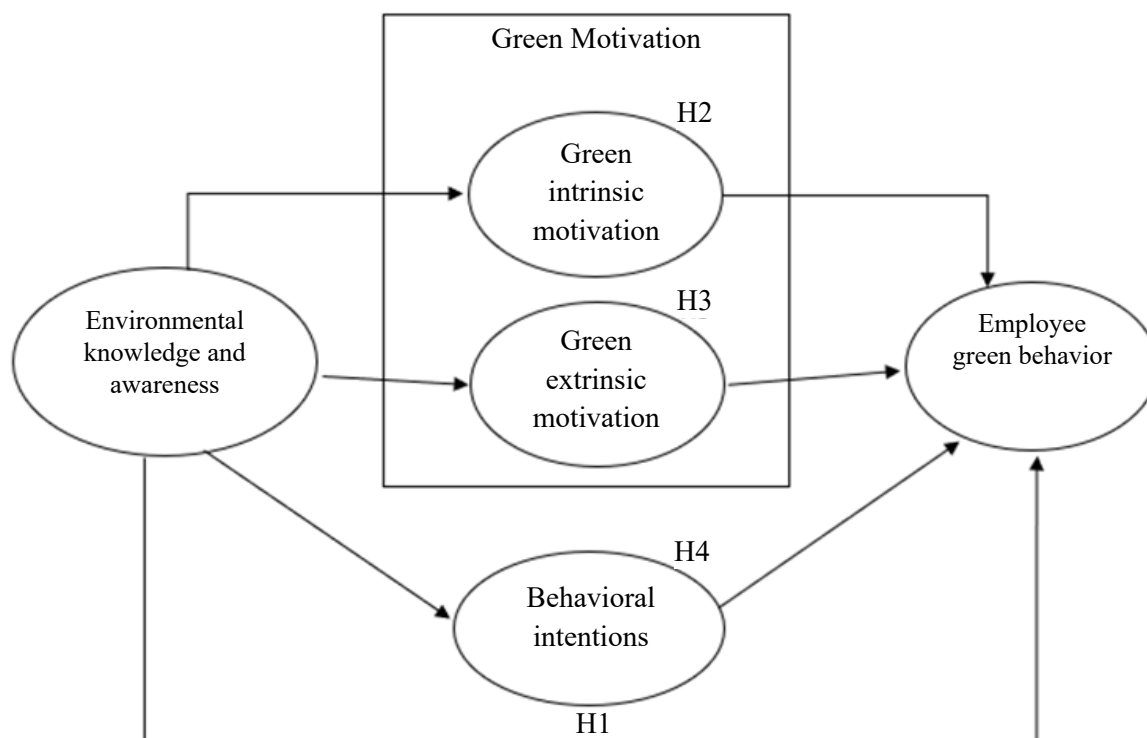 Green Motivation
H2
Green
intrinsic
motivation
H3
Green
extrinsic
motivation
Environmental
knowledge and
awareness
Employee
green behavior
H4
Behavioral
intentions
H1